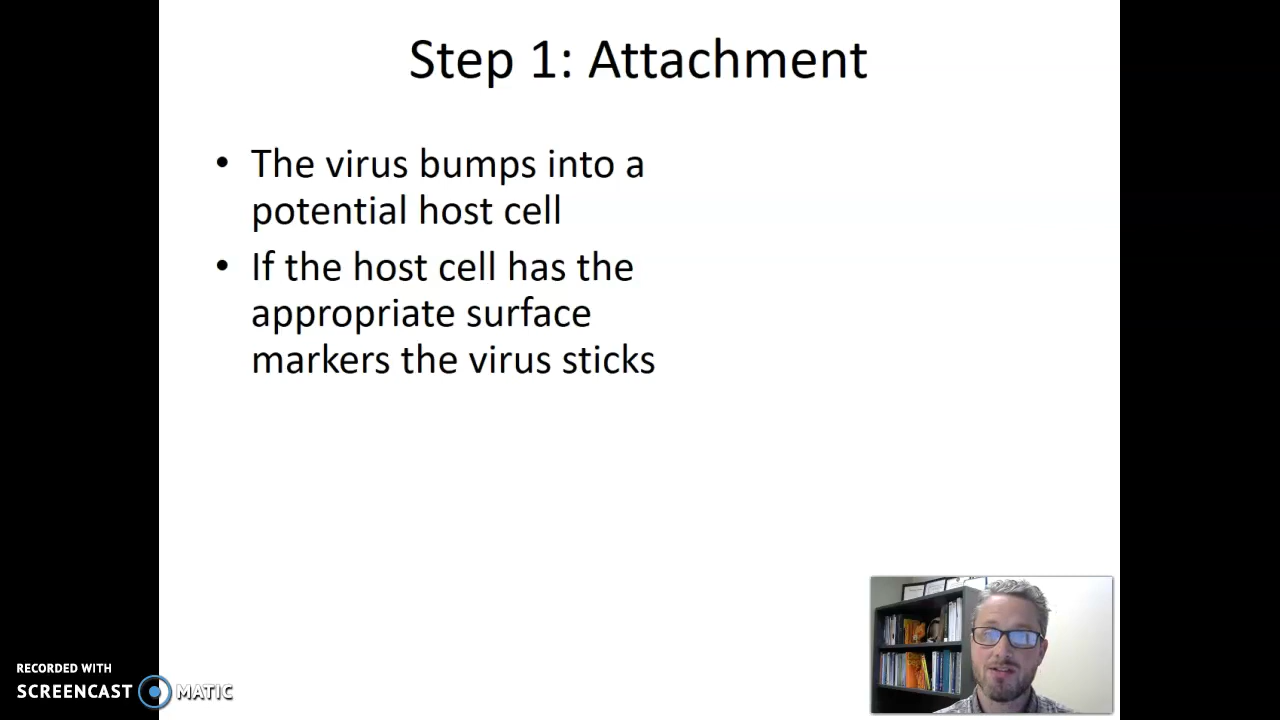 Step 1: Attachment
• The virus bumps into a
potential host cell
• If the host cell has the
appropriate surface
markers the virus sticks
RECORDED WITH
SCREENCAST MATIC